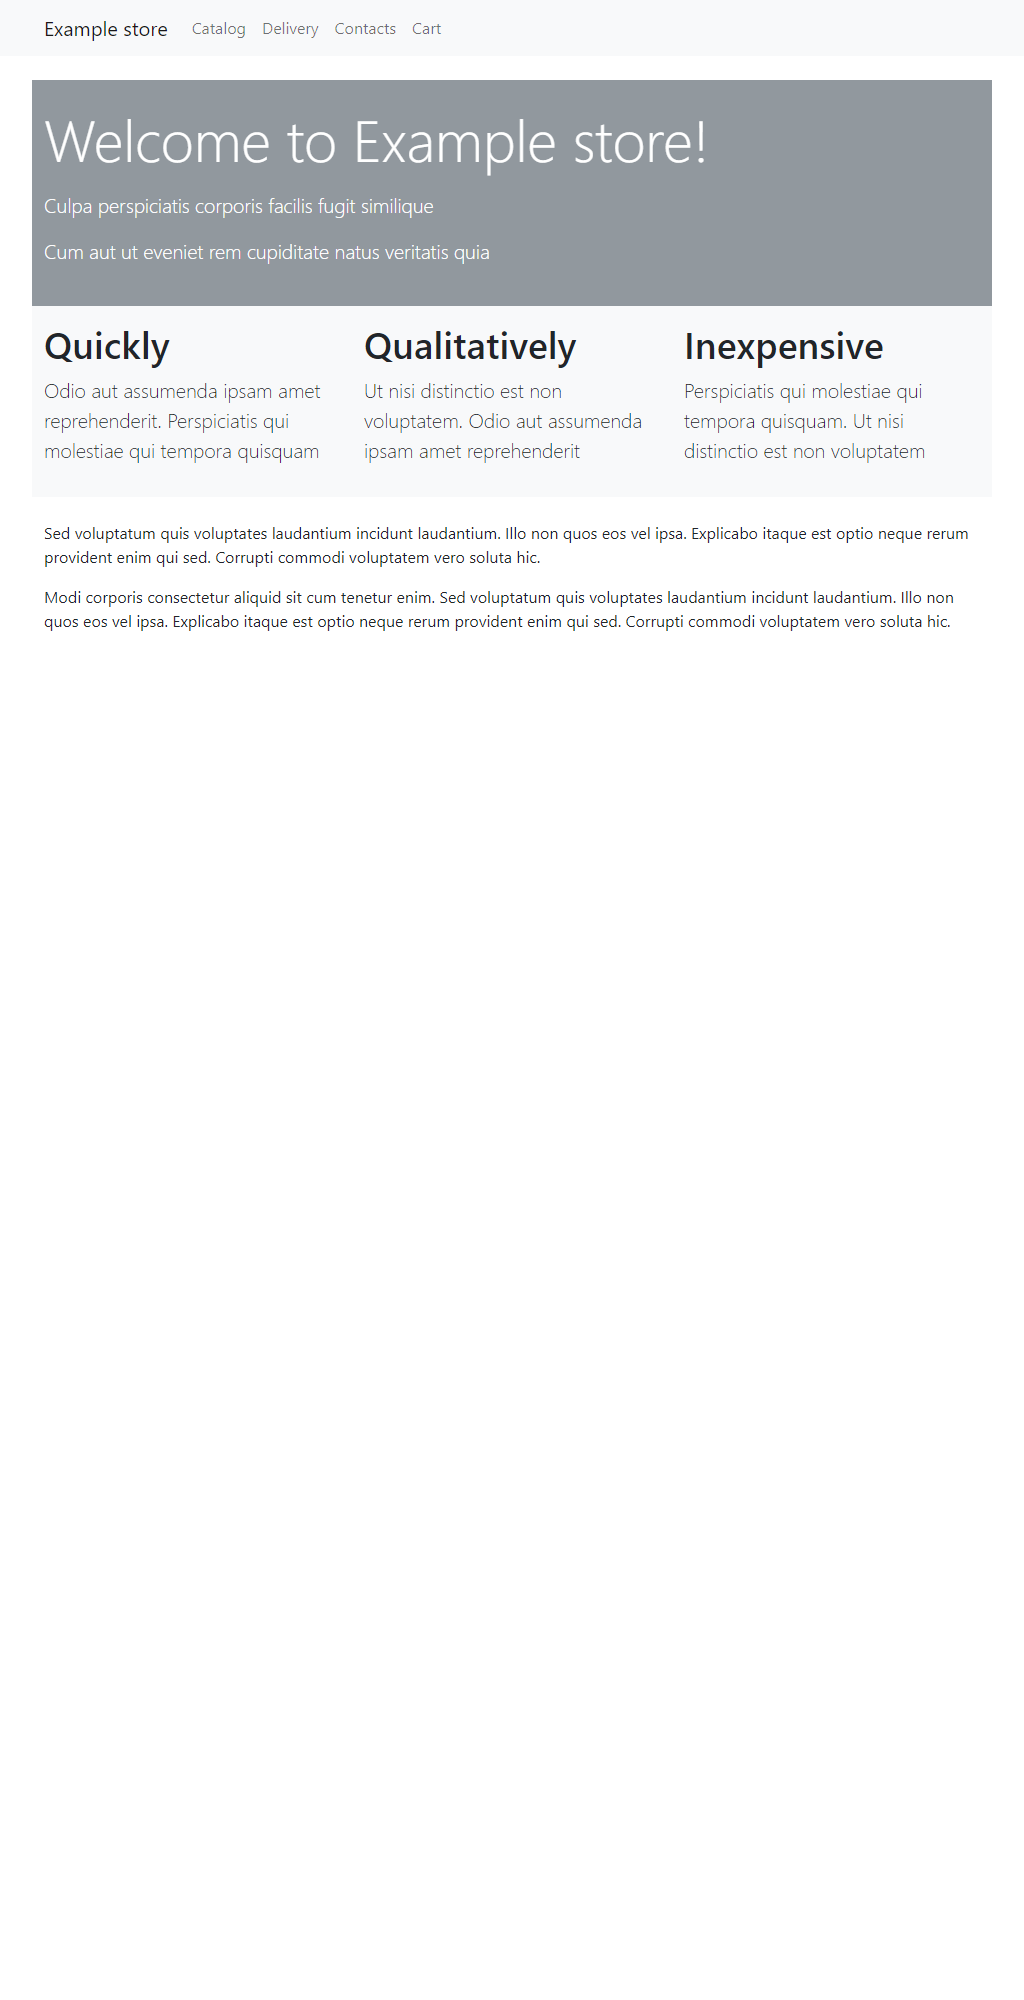 Example store Catalog Delivery Contacts Cart
Welcome to Example store!
Culpa perspiciatis corporis facilis fugit similique
Cum aut ut eveniet rem cupiditate natus veritatis quia
Quickly
Odio aut assumenda ipsam amet
reprehenderit. Perspiciatis qui
molestiae qui tempora quisquam
Qualitatively
Ut nisi distinctio est non
voluptatem. Odio aut assumenda
ipsam amet reprehenderit
Inexpensive
Perspiciatis qui molestiae qui
tempora quisquam. Ut nisi
distinctio est non voluptatem
Sed voluptatum quis voluptates laudantium incidunt laudantium. Illo non quos eos vel ipsa. Explicabo itaque est optio neque rerum
provident enim qui sed. Corrupti commodi voluptatem vero soluta hic.
Modi corporis consectetur aliquid sit cum tenetur enim. Sed voluptatum quis voluptates laudantium incidunt laudantium. Illo non
quos eos vel ipsa. Explicabo itaque est optio neque rerum provident enim qui sed. Corrupti commodi voluptatem vero soluta hic.